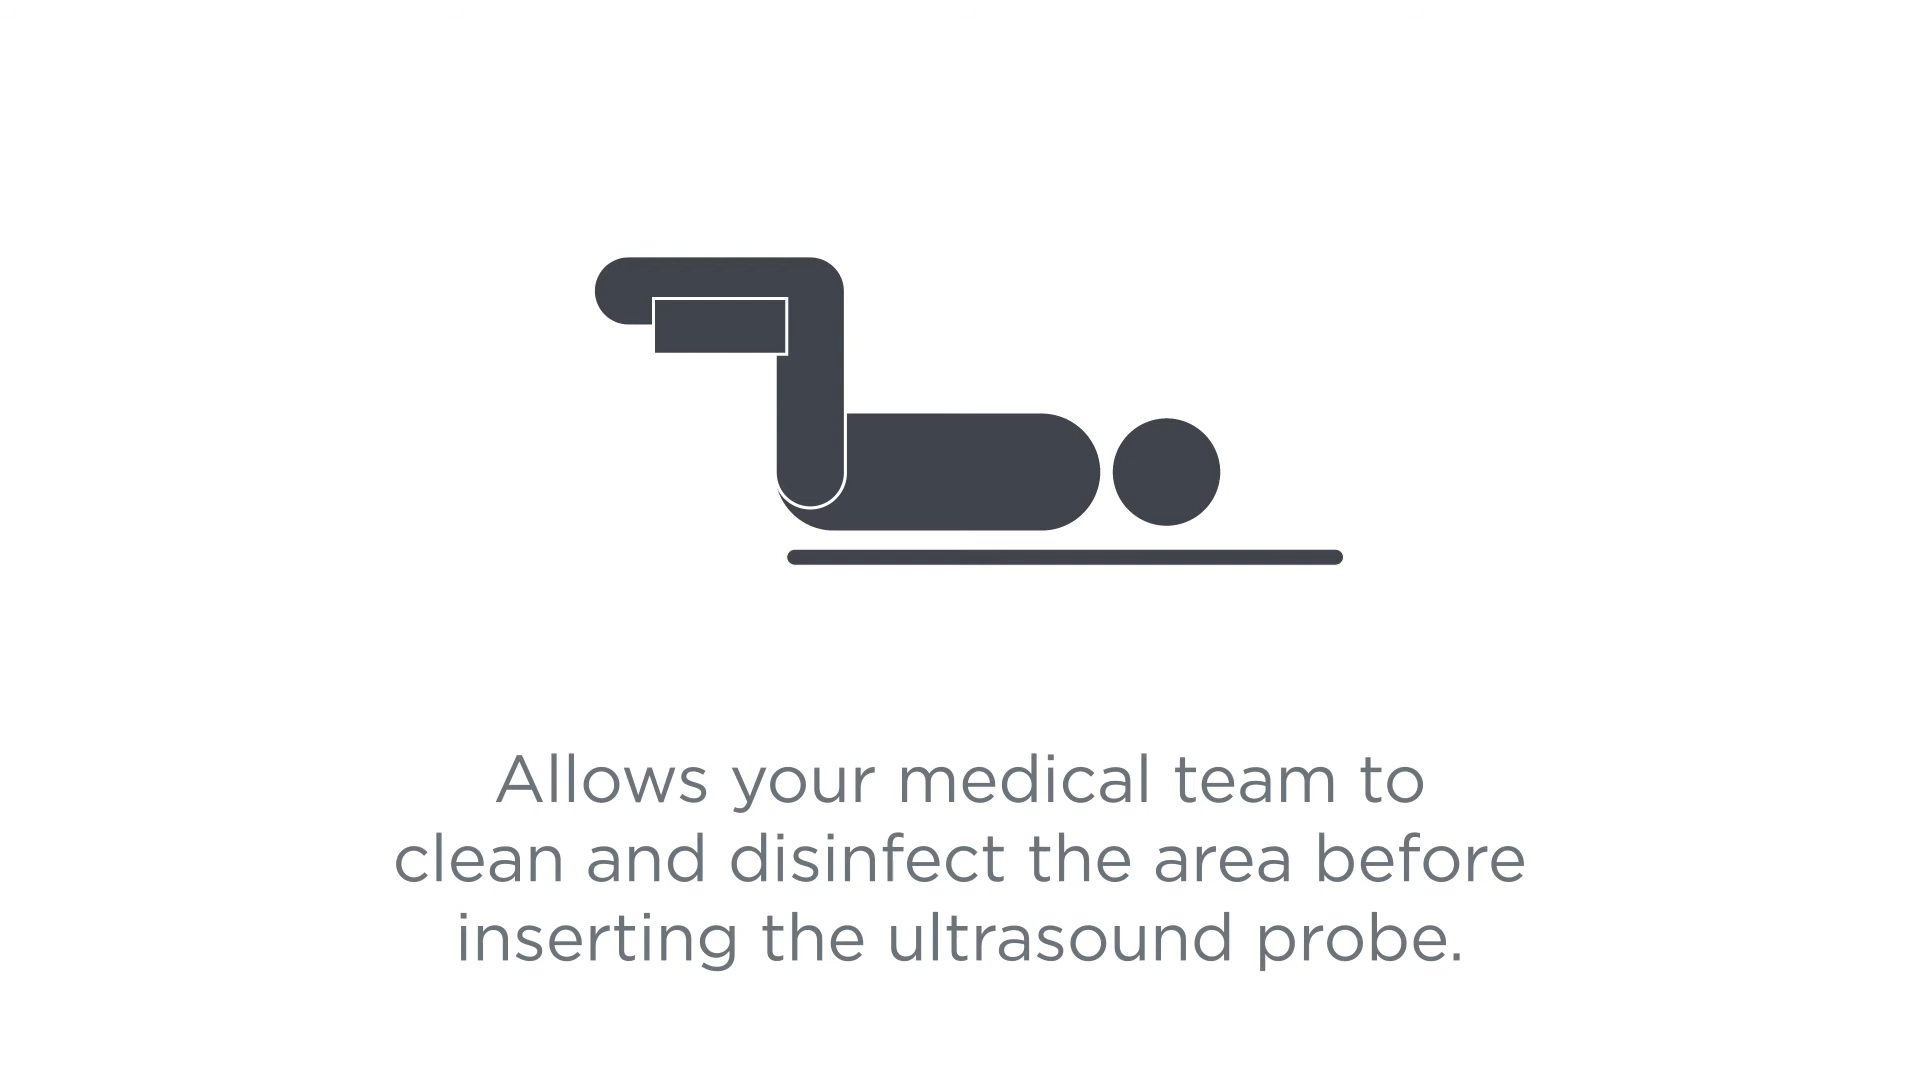 Allows your medical team to
clean and disinfect the area before
inserting the ultrasound probe.